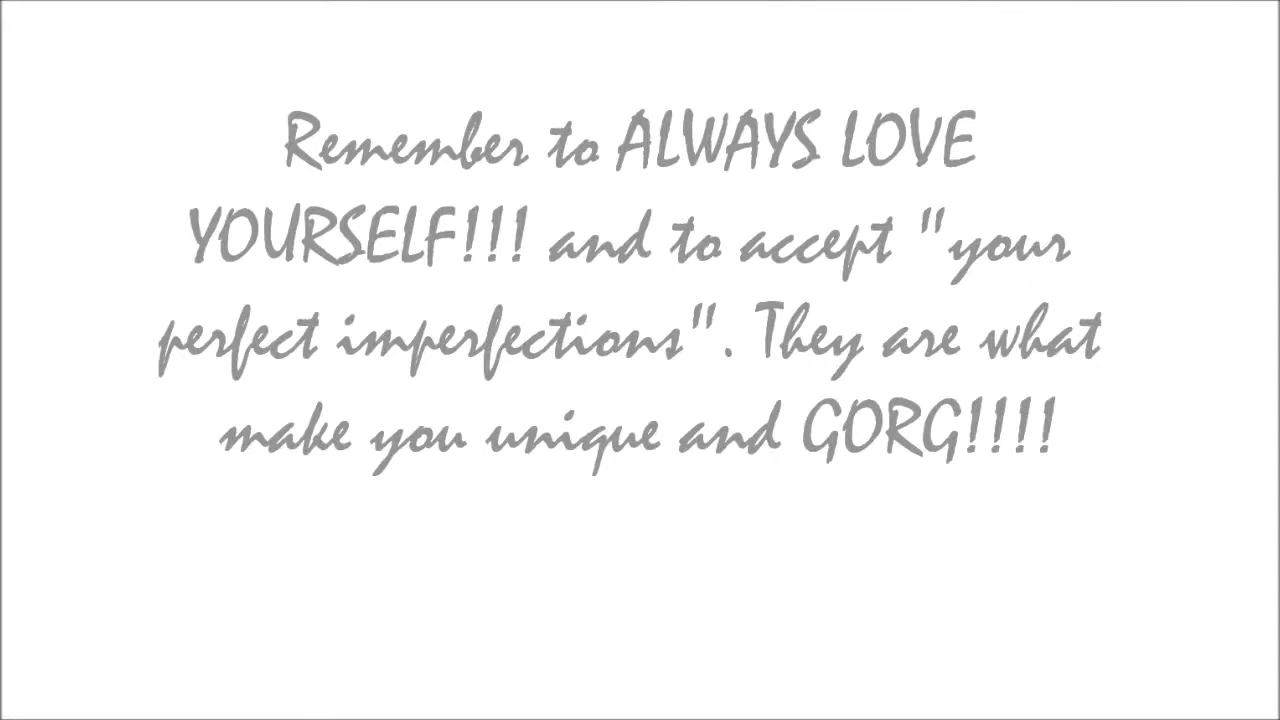 Remember to ALWAYS LOVE
YOURSELF!!! and to accept "your
perfect imperfections". They are what
make you unique and GORG!!!!